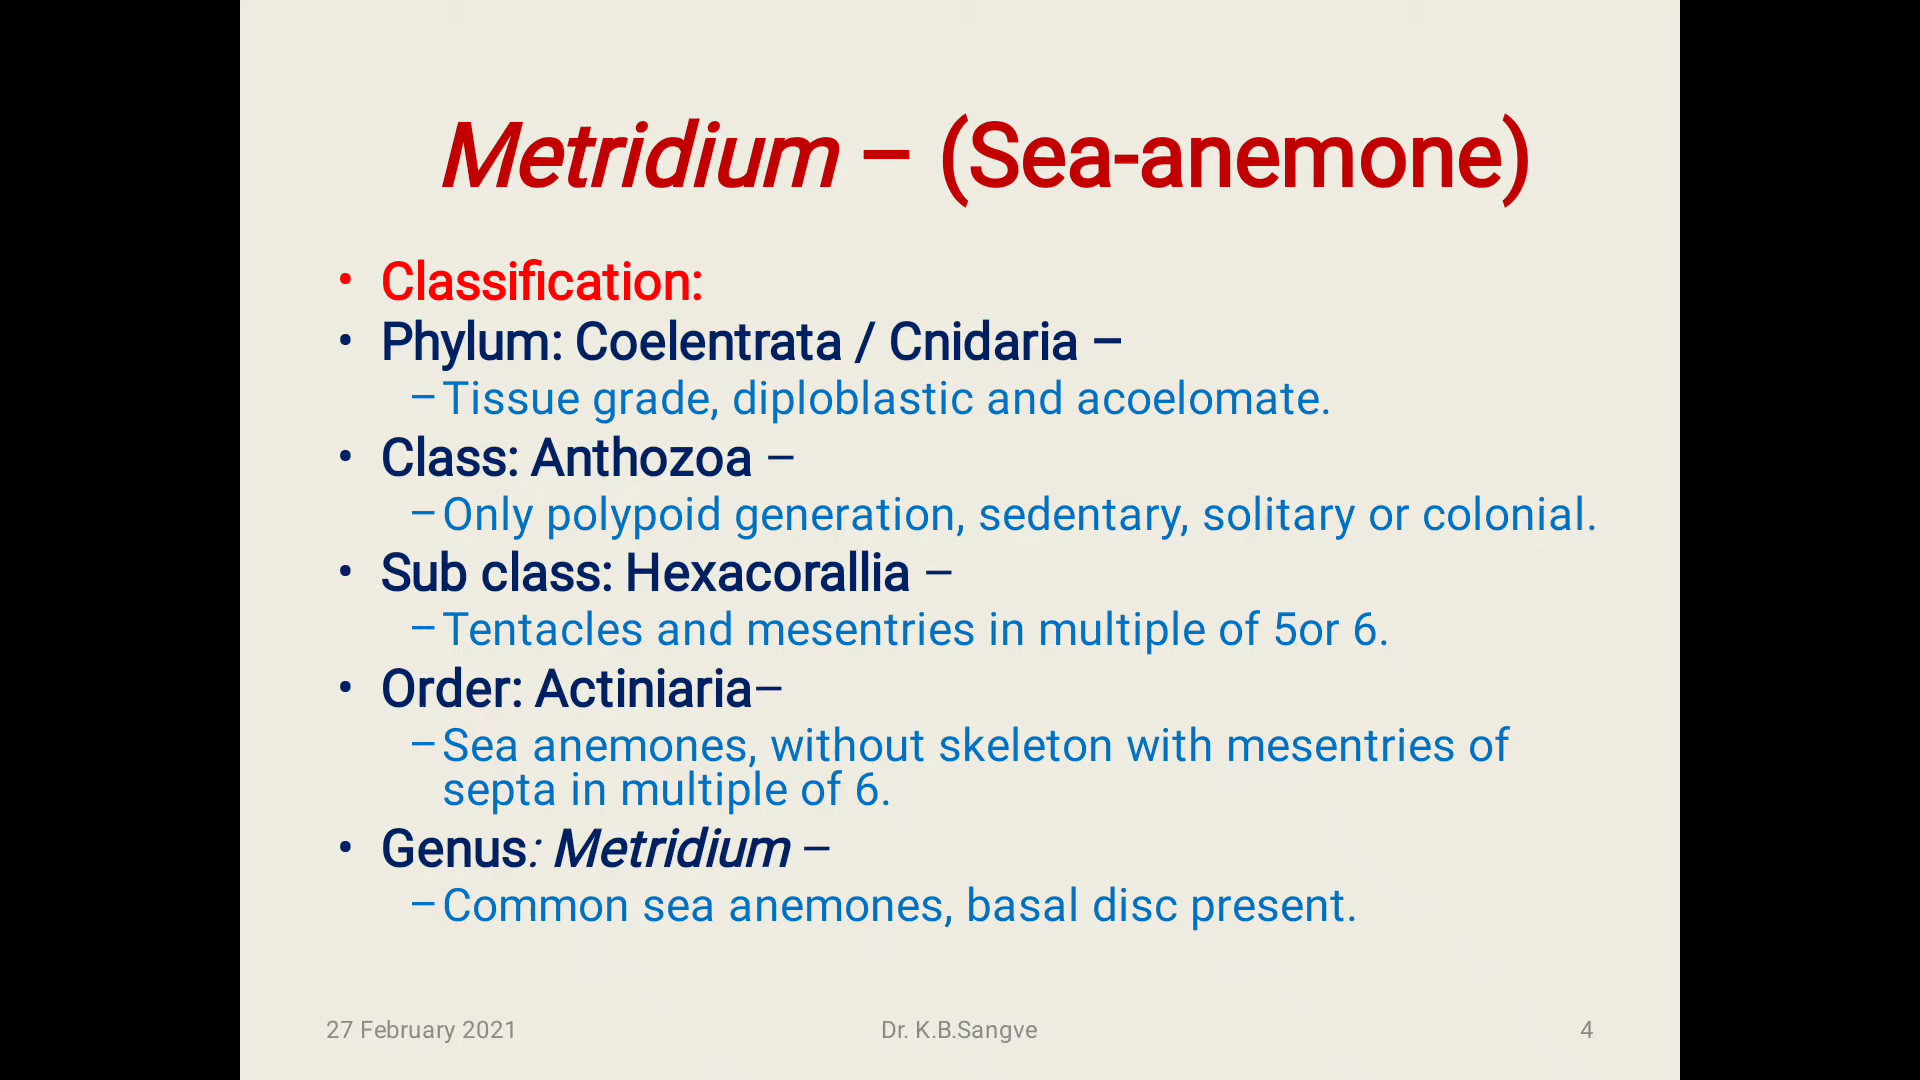 Metridium – (Sea-anemone)
• Classification:
• Phylum: Coelentrata / Cnidaria –
–Tissue grade, diploblastic and acoelomate.
• Class: Anthozoa –
–Only polypoid generation, sedentary, solitary or colonial.
• Sub class: Hexacorallia –
–Tentacles and mesentries in multiple of 5or 6.
• Order: Actiniaria–
–Sea anemones, without skeleton with mesentries of
septa in multiple of 6.
• Genus: Metridium –
–Common sea anemones, basal disc present.
27 February 2021
Dr. K.B.Sangve
4